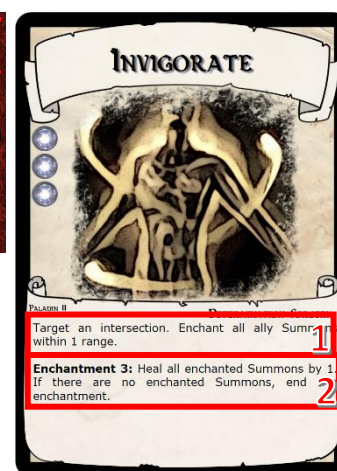 INVIGORATE
PALADIN II
Target an intersection. Enchant all ally
within 1 range.
1
Enchantment 3: Heal all enchanted Summons by 1.
If there are no enchanted Summons, end
enchantment.
2